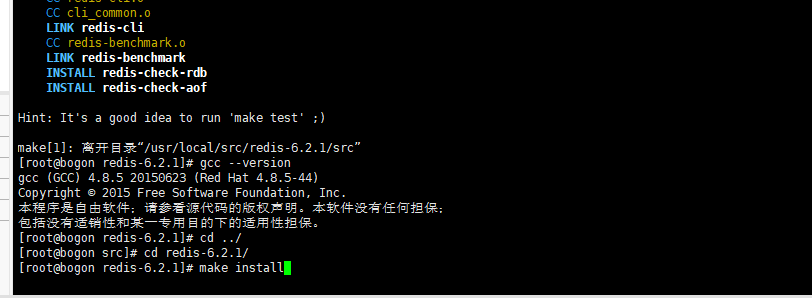 CC redis-cli.o
CC cli_common.o
LINK redis-cli
CC redis-benchmark.o
LINK redis-benchmark
INSTALL redis-check-rdb
INSTALL redis-check-aof
Hint: It's a good idea to run 'make test' ;)
make[1]: 离开目录“/usr/local/src/redis-6.2.1/src”
[root@bogon redis-6.2.1]# gcc --version
gcc (GCC) 4.8.5 20150623 (Red Hat 4.8.5-44)
Copyright © 2015 Free Software Foundation, Inc.
本程序是自由软件；请参看源代码的版权声明。本软件没有任何担保；
包括没有适销性和某一专用目的下的适用性担保。
[root@bogon redis-6.2.1]# cd ../
[root@bogon src]# cd redis-6.2.1/
[root@bogon redis-6.2.1]# make install